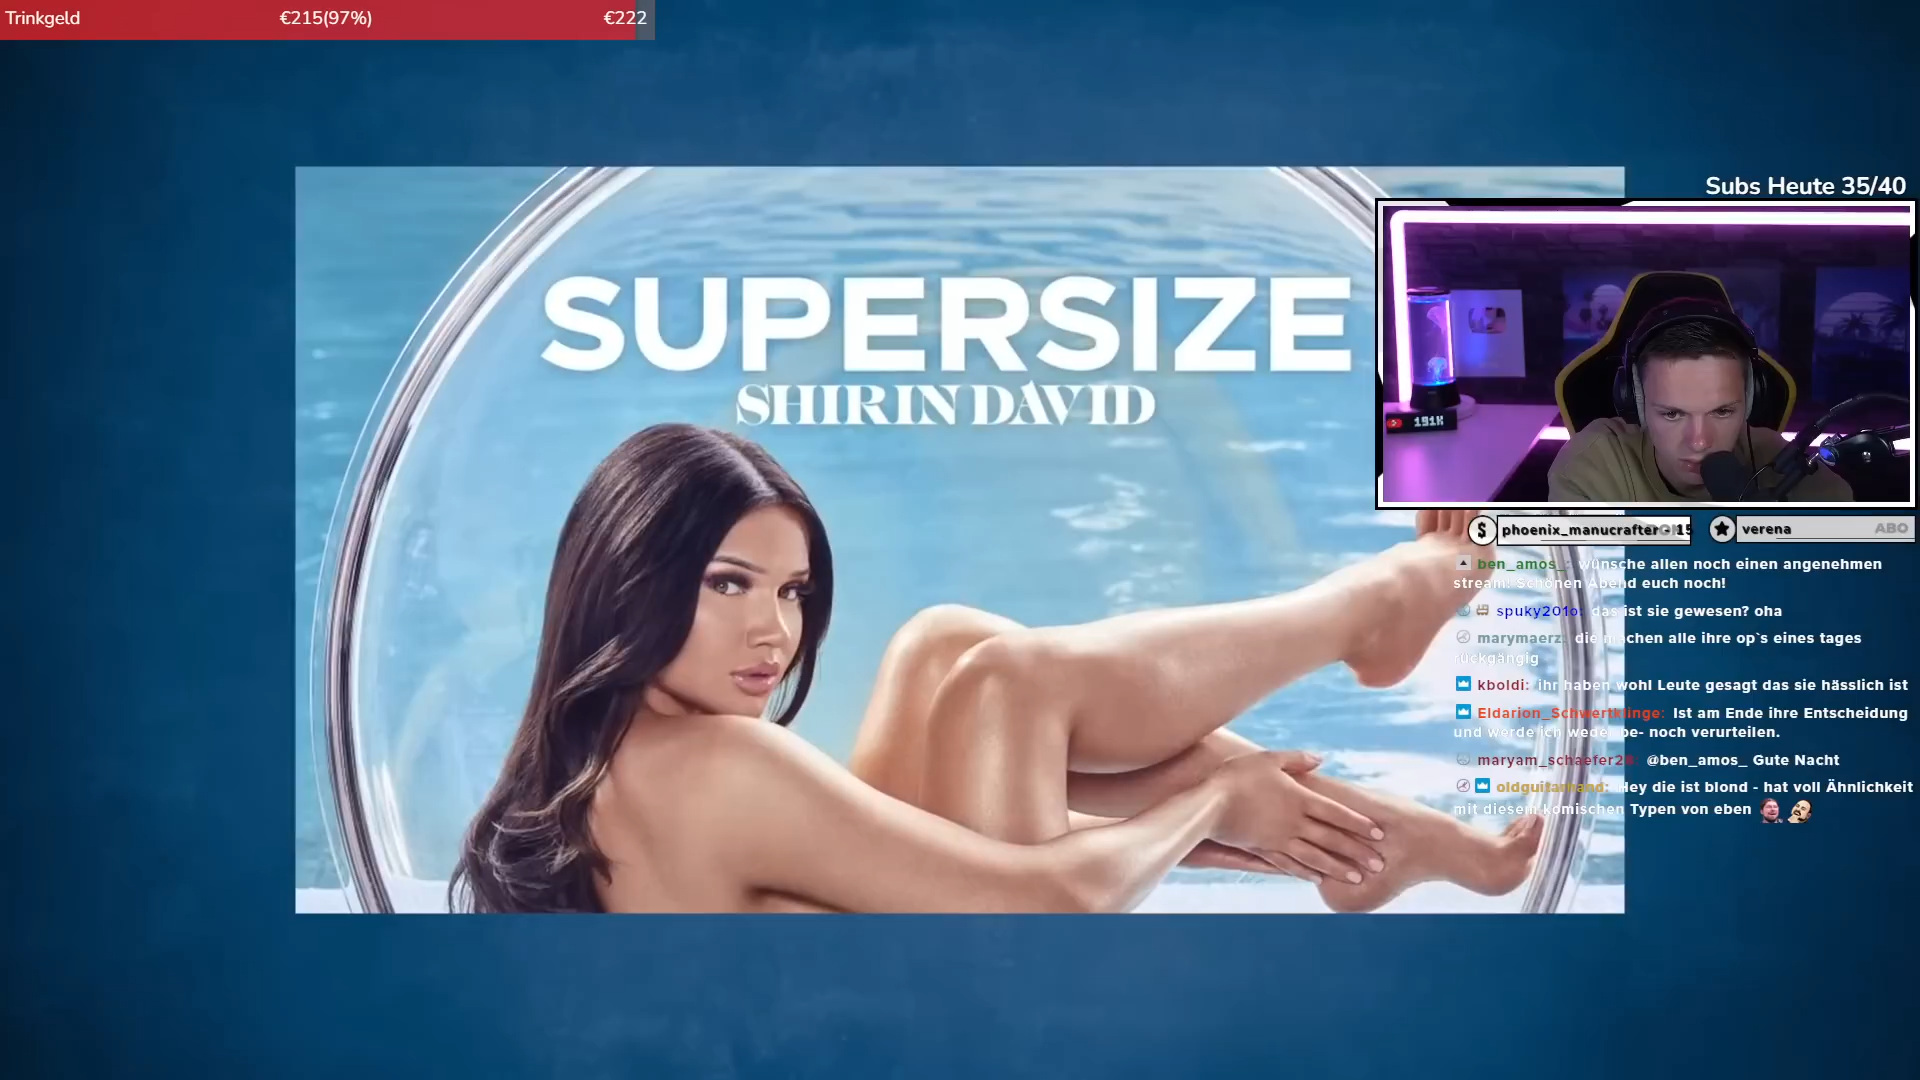 Trinkgeld €215(97%) €222
Subs Heute 35/40
SUPERSIZE
SHIRIN DAVID
191K
$ phoenix_manucrafter - 15
verena ABO
ben_amos_: wünsche allen noch einen angenehmen
stream! Schönen Abend euch noch!
spuky201o: das ist sie gewesen? oha
marymaerz: die machen alle ihre op`s eines tages
rückgängig
kboldi: ihr haben wohl Leute gesagt das sie hässlich ist
Eldarion_Schwertklinge: Ist am Ende ihre Entscheidung
und werde ich weder be- noch verurteilen.
maryam_schaefer2 @ben_amos_ Gute Nacht
oldguitarhand: Hey die ist blond - hat voll Ähnlichkeit
mit diesem komischen Typen von eben